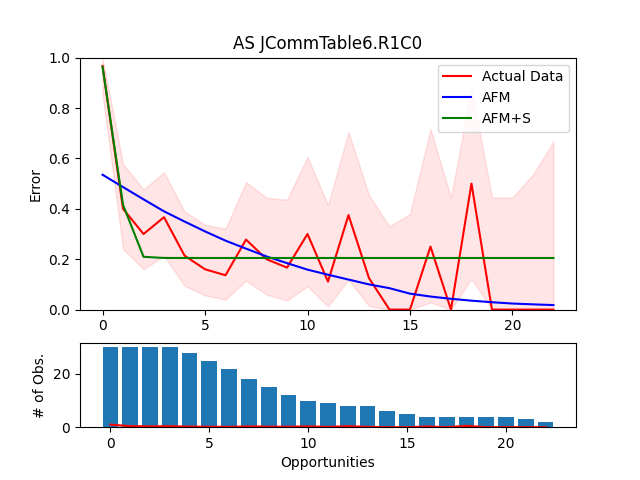 AS JCommTable6.R1C0
1.0
0.8
0.6
0.4
0.2
0.0
Error
Actual Data
AFM
AFM+S
0 5 10 15 20
20
0
# of Obs.
0 5 10 15 20
Opportunities